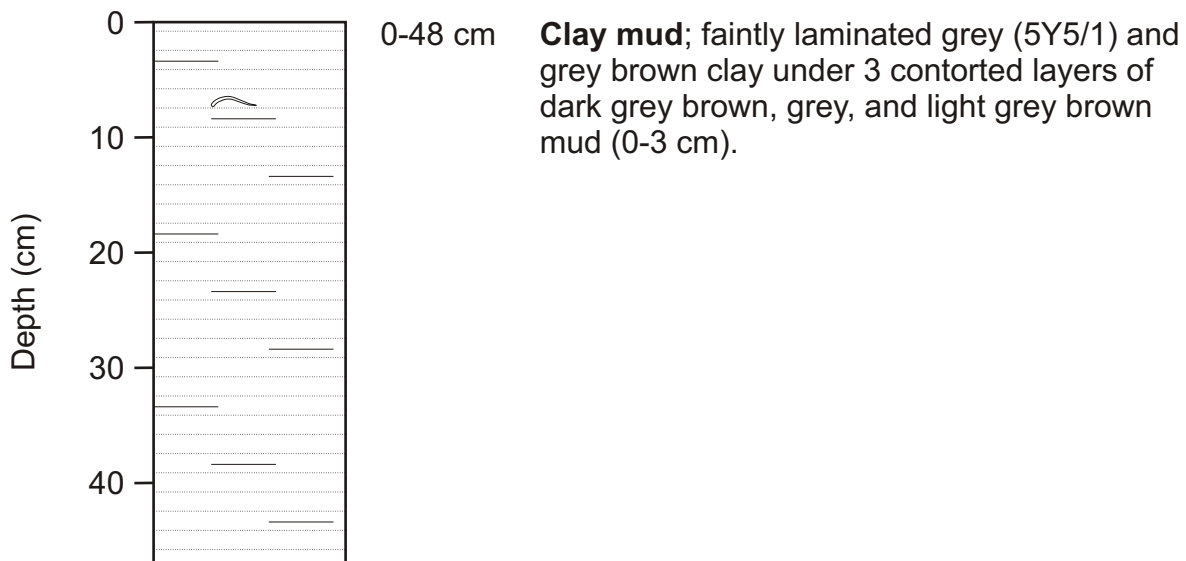 0
10
20
30
40
Depth (cm)
0-48 cm
Clay mud; faintly laminated grey (5Y5/1) and
grey brown clay under 3 contorted layers of
dark grey brown, grey, and light grey brown
mud (0-3 cm).